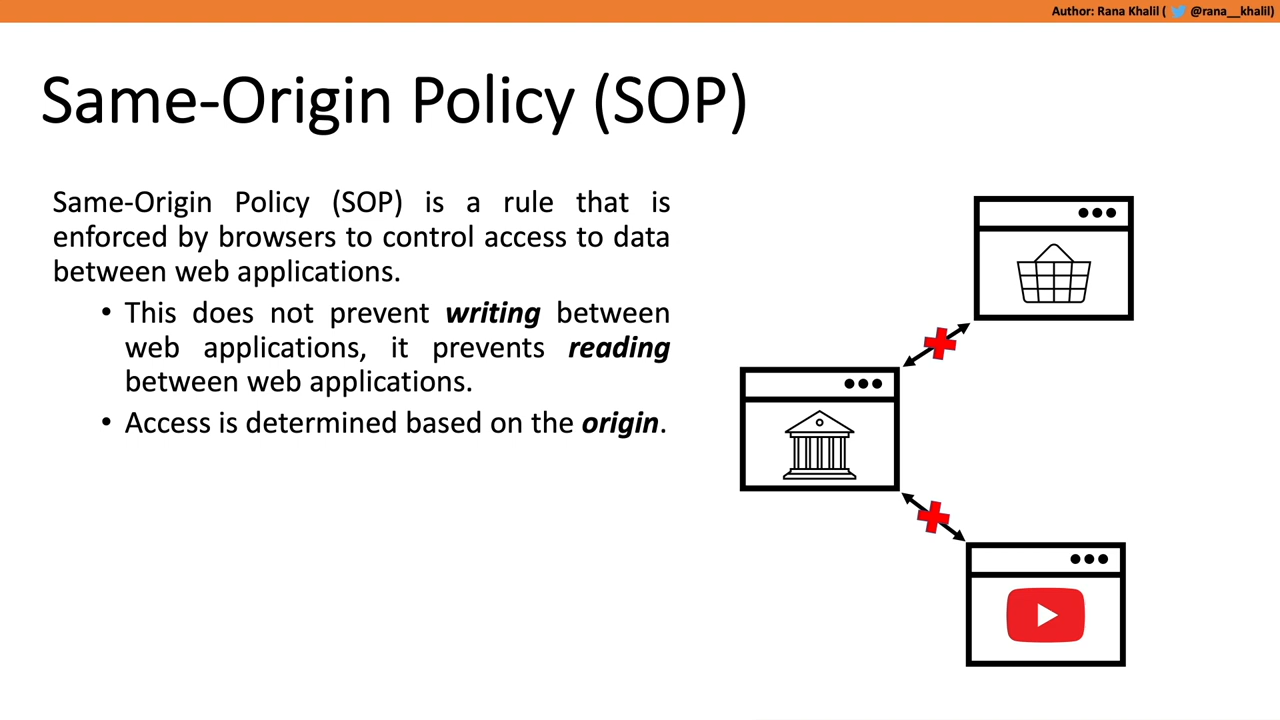 Author: Rana Khalil ( @rana__khalil)
Same-Origin Policy (SOP)
Same-Origin Policy (SOP) is a rule that is
enforced by browsers to control access to data
between web applications.
• This does not prevent writing between
web applications, it prevents reading
between web applications.
• Access is determined based on the origin.